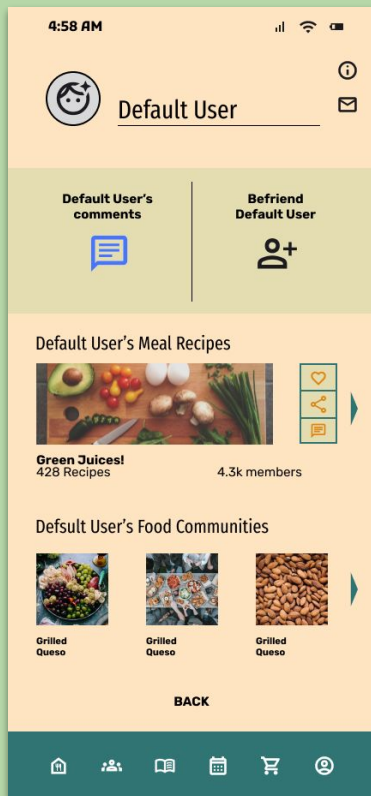 4:58 AM
Default User
Default User's
comments
Befriend
Default User
Default User's Meal Recipes
Green Juices!
428 Recipes
4.3k members
Defsult User's Food Communities
Grilled
Queso
Grilled
Queso
Grilled
Queso
BACK